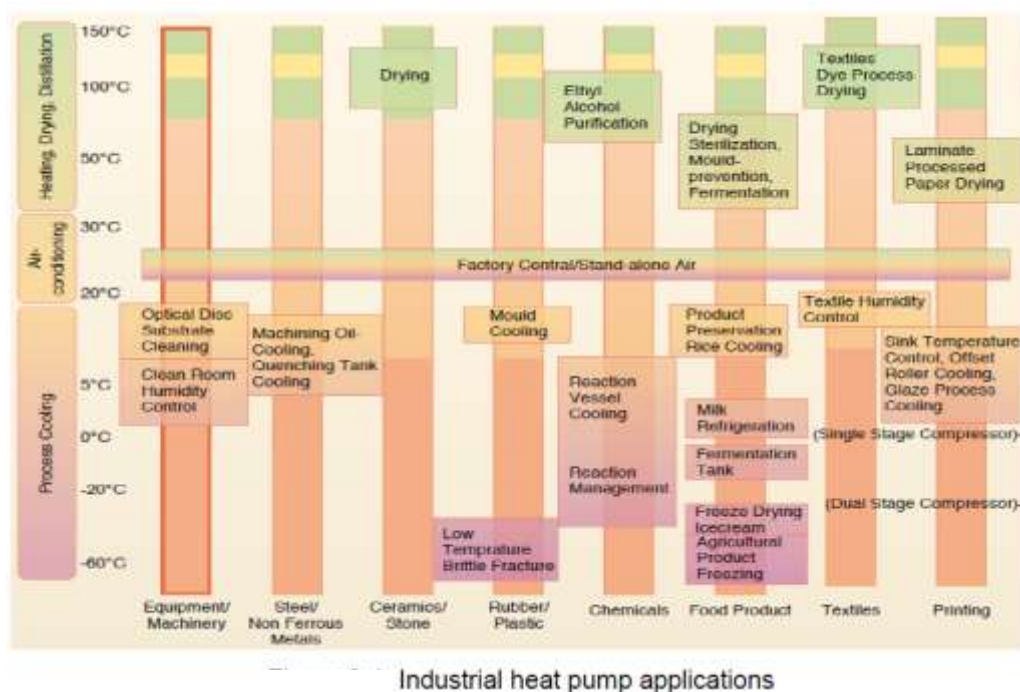 Heating, Drying, Distillation
Air-
conditioning
Process Cooling
150°C
100°C
50°C
30°C
20°C
5°C
0°C
-20°C
-60°C
Drying
Ethyl
Alcohol
Purification
Drying
Sterilization,
Mould-
prevention,
Fermentation
Textiles
Dye Process
Drying
Laminate
Processed
Paper Drying
Factory Central/Stand-alone Air
Optical Disc
Substrate
Cleaning
Clean Room
Humidity
Control
Machining Oil
Cooling,
Quenching Tank
Cooling
Mould
Cooling
Reaction
Vessel
Cooling
Reaction
Management
Low
Temprature
Brittle Fracture
Product
Preservation
Rice Cooling
Milk
Refrigeration
Fermentation
Tank
Freeze Drying
Icecream
Agricultural
Product
Freezing
Textile Humidity
Control
Sink Temperature
Control, Offset
Roller Cooling,
Glaze Process
Cooling
(Single Stage Compressor)
(Dual Stage Compressor)
Equipment/
Machinery
Steel/
Non Ferrous
Metals
Ceramics/
Stone
Rubber/
Plastic
Chemicals
Food Product
Textiles
Printing
Industrial heat pump applications